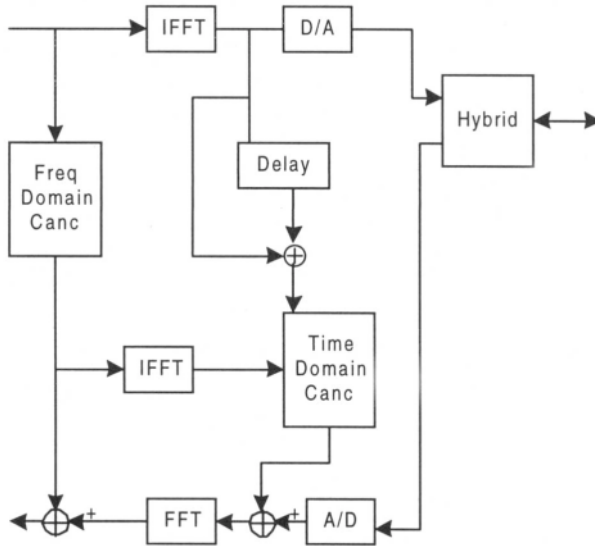 IFFT
D/A
Hybrid
Freq
Domain
Canc
Delay
Time
Domain
Canc
IFFT
+
FFT
+
A/D